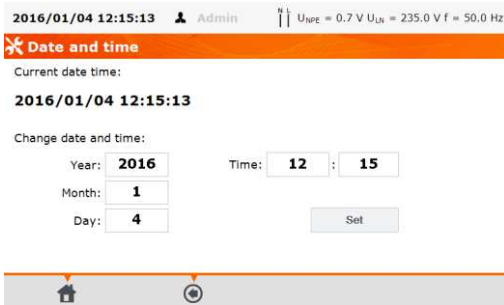 2016/01/04 12:15:13 Admin N L U_NPE = 0.7 V U_LN = 235.0 V f = 50.0 Hz
Date and time
Current date time:
2016/01/04 12:15:13
Change date and time:
Year: 2016 Time: 12 : 15
Month: 1
Day: 4 Set